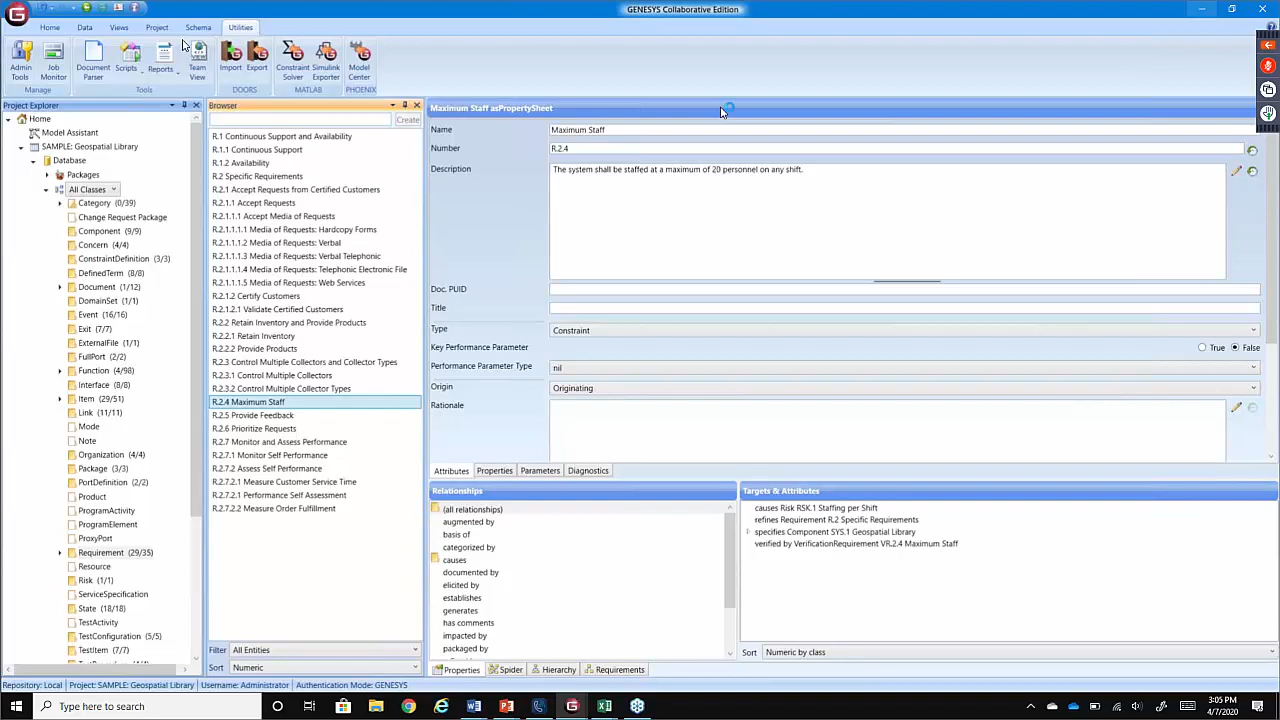 GENESYS Collaborative Edition
Home Data Views Project Schema Utilities
Admin Tools
Job Monitor
Document Parser
Scripts
Reports
Team View
Import
Export
Constraint Solver
Simulink Exporter
Model Center
Manage Tools DOORS MATLAB PHOENIX
Project Explorer
Home
Model Assistant
SAMPLE: Geospatial Library
Database
Packages
All Classes
Category (0/39)
Change Request Package
Component (9/9)
Concern (4/4)
ConstraintDefinition (3/3)
DefinedTerm (8/8)
Document (1/12)
DomainSet (1/1)
Event (16/16)
Exit (7/7)
ExternalFile (1/1)
FullPort (2/2)
Function (4/98)
Interface (8/8)
Item (29/51)
Link (11/11)
Mode
Note
Organization (4/4)
Package (3/3)
PortDefinition (2/2)
Product
ProgramActivity
ProgramElement
ProxyPort
Requirement (29/35)
Resource
Risk (1/1)
ServiceSpecification
State (18/18)
TestActivity
TestConfiguration (5/5)
TestItem (7/7)
Browser
Create
R.1 Continuous Support and Availability
R.1.1 Continuous Support
R.1.2 Availability
R.2 Specific Requirements
R.2.1 Accept Requests from Certified Customers
R.2.1.1 Accept Requests
R.2.1.1.1 Accept Media of Requests
R.2.1.1.1.1 Media of Requests: Hardcopy Forms
R.2.1.1.1.2 Media of Requests: Verbal
R.2.1.1.1.3 Media of Requests: Verbal Telephonic
R.2.1.1.1.4 Media of Requests: Telephonic Electronic File
R.2.1.1.1.5 Media of Requests: Web Services
R.2.1.2 Certify Customers
R.2.1.2.1 Validate Certified Customers
R.2.2 Retain Inventory and Provide Products
R.2.2.1 Retain Inventory
R.2.2.2 Provide Products
R.2.3 Control Multiple Collectors and Collector Types
R.2.3.1 Control Multiple Collectors
R.2.3.2 Control Multiple Collector Types
R.2.4 Maximum Staff
R.2.5 Provide Feedback
R.2.6 Prioritize Requests
R.2.7 Monitor and Assess Performance
R.2.7.1 Monitor Self Performance
R.2.7.2 Assess Self Performance
R.2.7.2.1 Measure Customer Service Time
R.2.7.2.1 Performance Self Assessment
R.2.7.2.2 Measure Order Fulfillment
Filter All Entities
Sort Numeric
Maximum Staff asPropertySheet
Name Maximum Staff
Number R.2.4
Description The system shall be staffed at a maximum of 20 personnel on any shift.
Doc. PUID
Title
Type Constraint
Key Performance Parameter True False
Performance Parameter Type nil
Origin Originating
Rationale
Attributes Properties Parameters Diagnostics
Relationships
(all relationships)
augmented by
basis of
categorized by
causes
documented by
elicited by
establishes
generates
has comments
impacted by
packaged by
Targets & Attributes
causes Risk RSK.1 Staffing per Shift
refines Requirement R.2 Specific Requirements
specifies Component SYS.1 Geospatial Library
verified by VerificationRequirement VR.2.4 Maximum Staff
Sort Numeric by class
Properties Spider Hierarchy Requirements
Repository: Local Project: SAMPLE: Geospatial Library Username: Administrator Authentication Mode: GENESYS
Type here to search
3:05 PM
4/7/2020